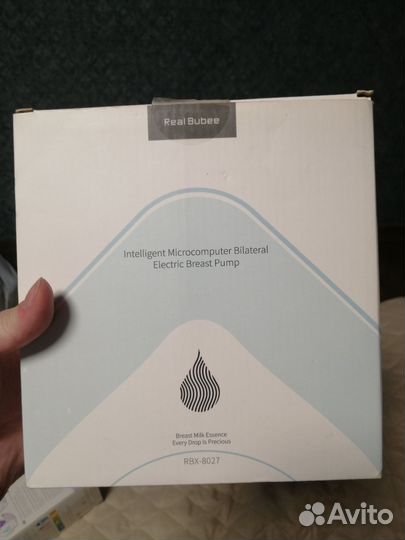 Real Bubee
Intelligent Microcomputer Bilateral
Electric Breast Pump
Breast Milk Essence
Every Drop Is Precious
RBX-8027
Avito